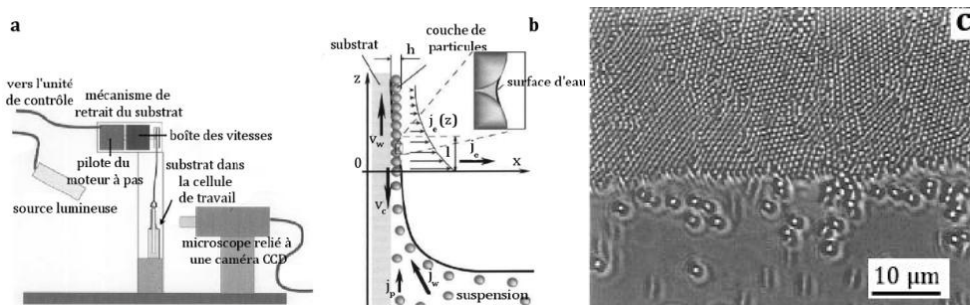 a
vers l'unité
de contrôle
mécanisme de
retrait du substrat
boîte des vitesses
pilote du
moteur à pas
substrat dans
la cellule
de travail
source lumineuse
microscope relié à
une caméra CCD
b
substrat
couche de
particules
h
z
surface d'eau
j_e(z)
v_w
l
j_e
0
x
v_c
j_p
j_w
suspension
c
10 μm